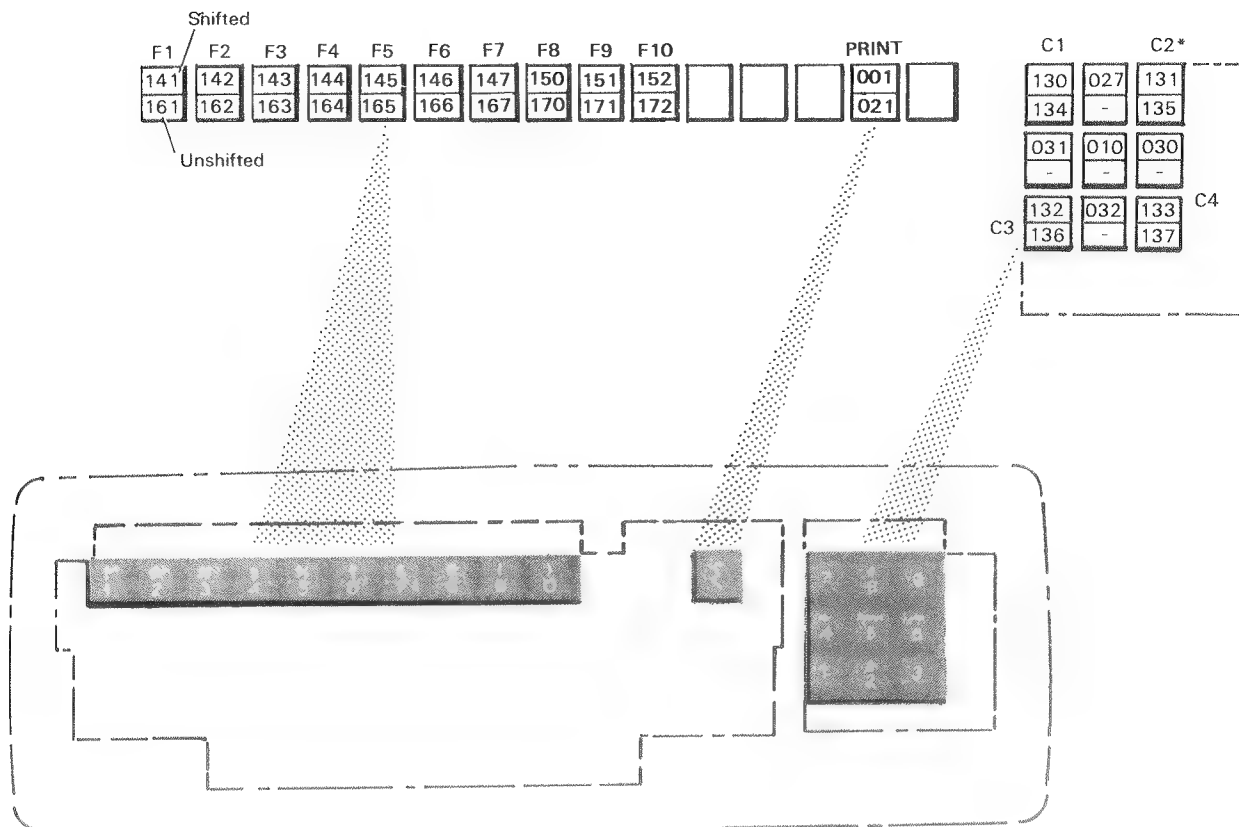 Shifted
F1 F2 F3 F4 F5 F6 F7 F8 F9 F10 PRINT
141 142 143 144 145 146 147 150 151 152 001
161 162 163 164 165 166 167 170 171 172 021
Unshifted
C1 C2*
130 027 131
134 - 135
031 010 030
- - -
C3 132 032 133 C4
136 - 137